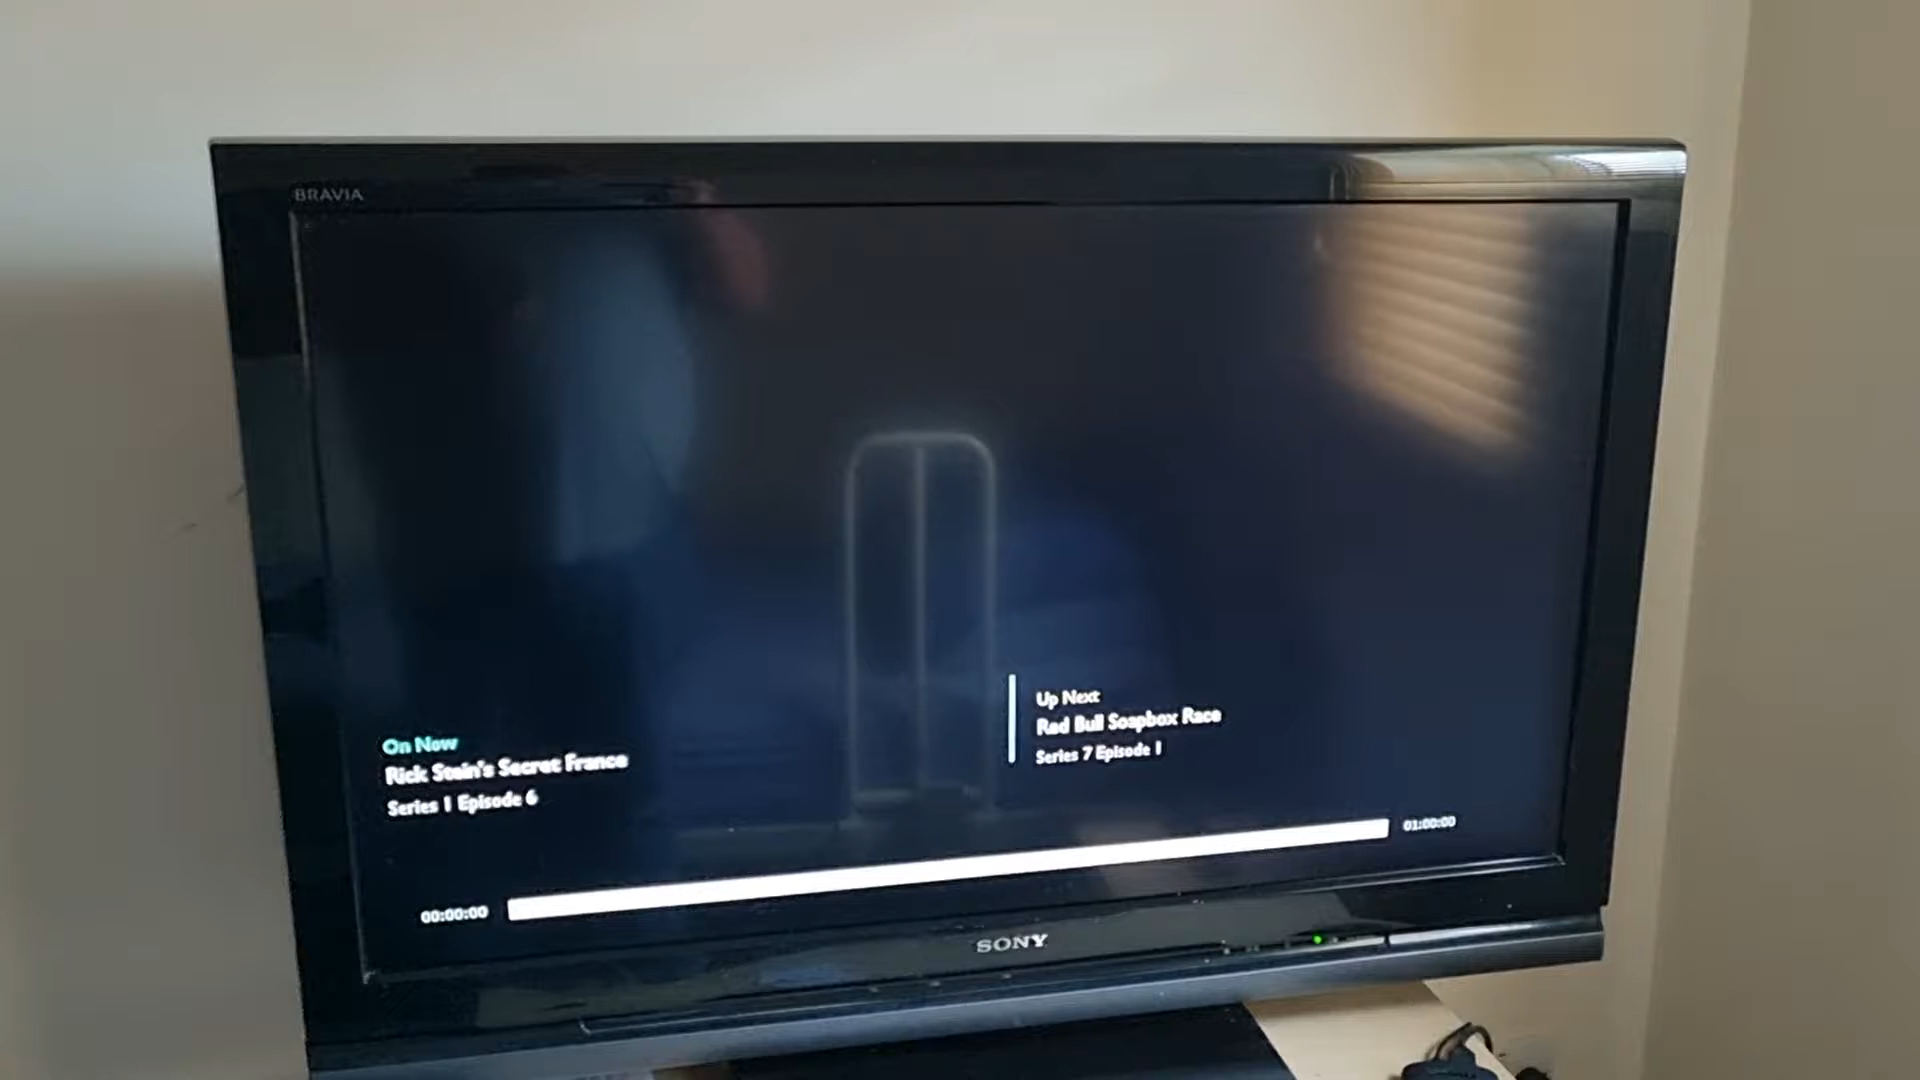 BRAVIA
On Now
Rick Stein's Secret France
Series 1 Episode 6
Up Next
Red Bull Soapbox Race
Series 7 Episode 1
00:00:00
01:00:00
SONY